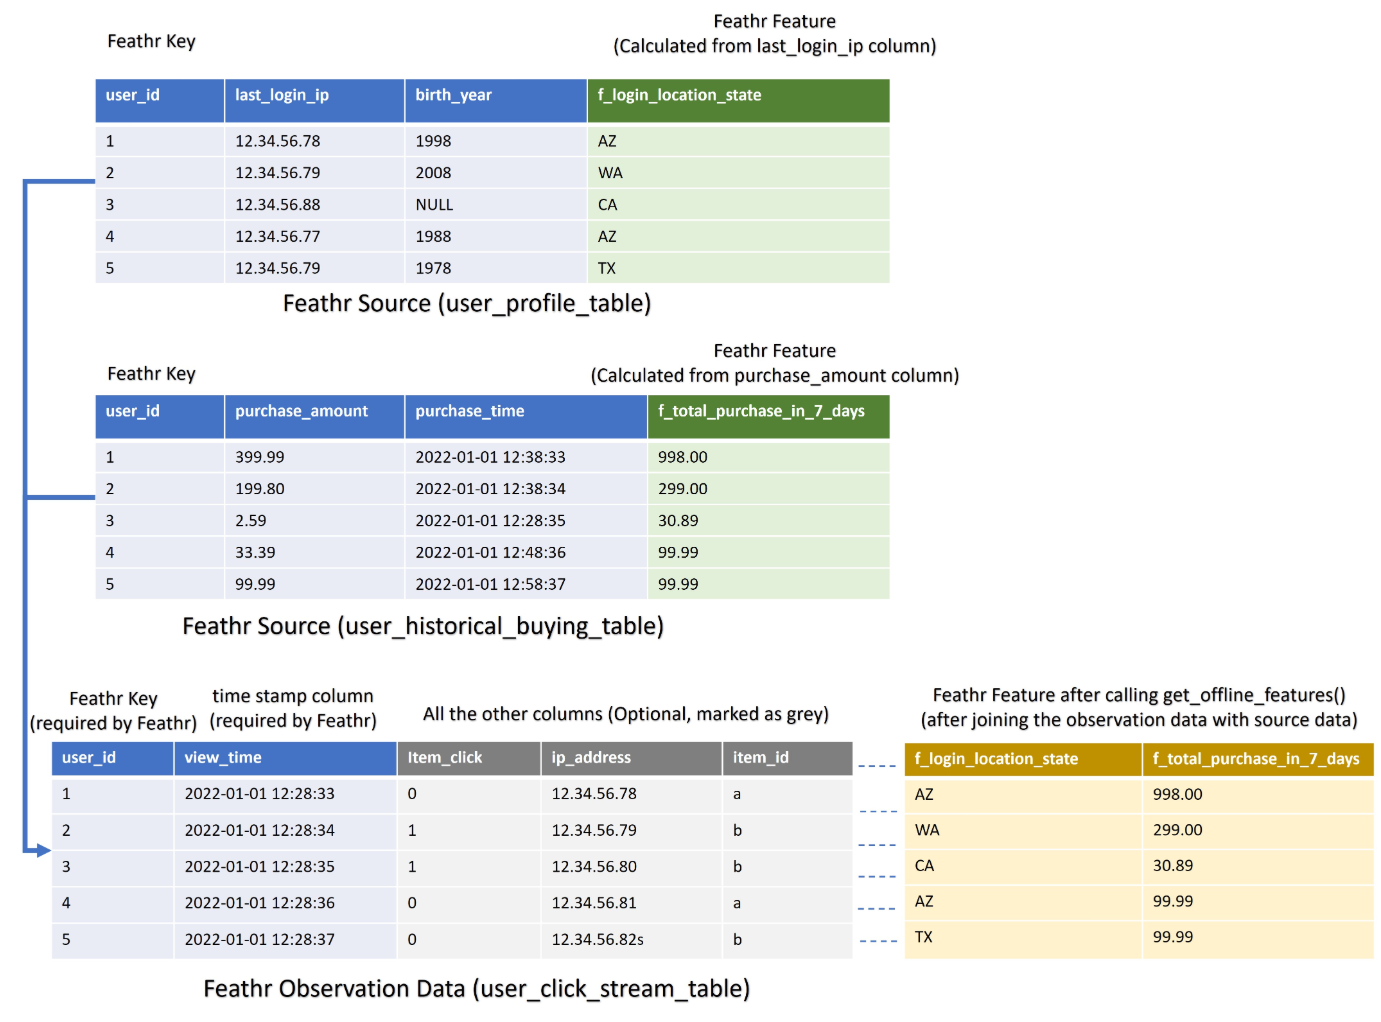 Feathr Key
Feathr Feature
(Calculated from last_login_ip column)
user_id last_login_ip birth_year f_login_location_state
1 12.34.56.78 1998 AZ
2 12.34.56.79 2008 WA
3 12.34.56.88 NULL CA
4 12.34.56.77 1988 AZ
5 12.34.56.79 1978 TX
Feathr Source (user_profile_table)
Feathr Key
Feathr Feature
(Calculated from purchase_amount column)
user_id purchase_amount purchase_time f_total_purchase_in_7_days
1 399.99 2022-01-01 12:38:33 998.00
2 199.80 2022-01-01 12:38:34 299.00
3 2.59 2022-01-01 12:28:35 30.89
4 33.39 2022-01-01 12:48:36 99.99
5 99.99 2022-01-01 12:58:37 99.99
Feathr Source (user_historical_buying_table)
Feathr Key
(required by Feathr)
time stamp column
(required by Feathr)
All the other columns (Optional, marked as grey)
Feathr Feature after calling get_offline_features()
(after joining the observation data with source data)
user_id view_time Item_click ip_address item_id f_login_location_state f_total_purchase_in_7_days
1 2022-01-01 12:28:33 0 12.34.56.78 a AZ 998.00
2 2022-01-01 12:28:34 1 12.34.56.79 b WA 299.00
3 2022-01-01 12:28:35 1 12.34.56.80 b CA 30.89
4 2022-01-01 12:28:36 0 12.34.56.81 a AZ 99.99
5 2022-01-01 12:28:37 0 12.34.56.82s b TX 99.99
Feathr Observation Data (user_click_stream_table)